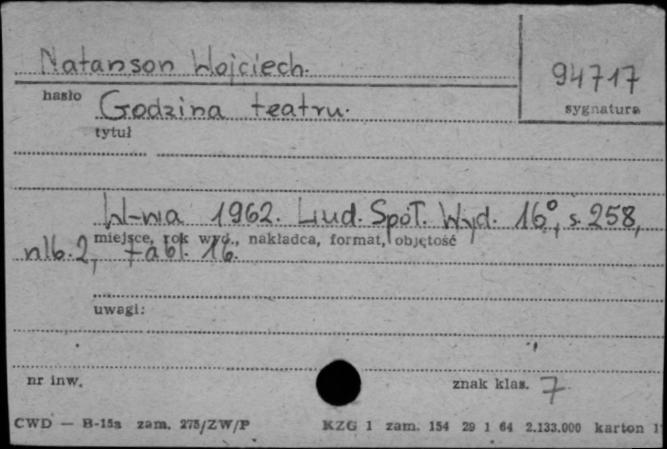 Natanson Wojciech.
94717
hasło
sygnatura
Godzina teatru.
tytuł
W-wa 1962. Lud. Społ. Wyd. 16°, s. 258,
miejsce, rok wyd., nakładca, format, objętość
nlb. 2, tabl. 16.
uwagi:
nr inw.
znak klas. 7
CWD — B-15a zam. 275/ZW/P
KZG 1 zam. 154 29 1 64 2.133.000 karton 1